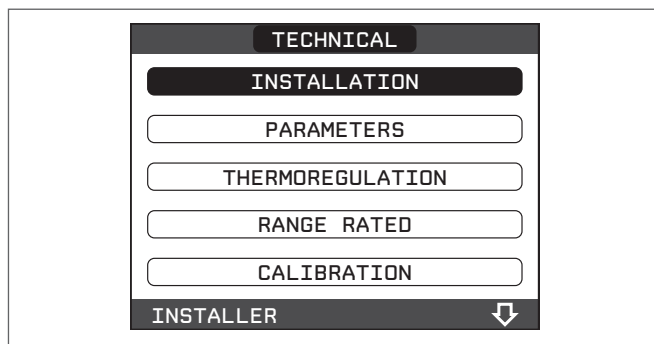 TECHNICAL
INSTALLATION
PARAMETERS
THERMOREGULATION
RANGE RATED
CALIBRATION
INSTALLER